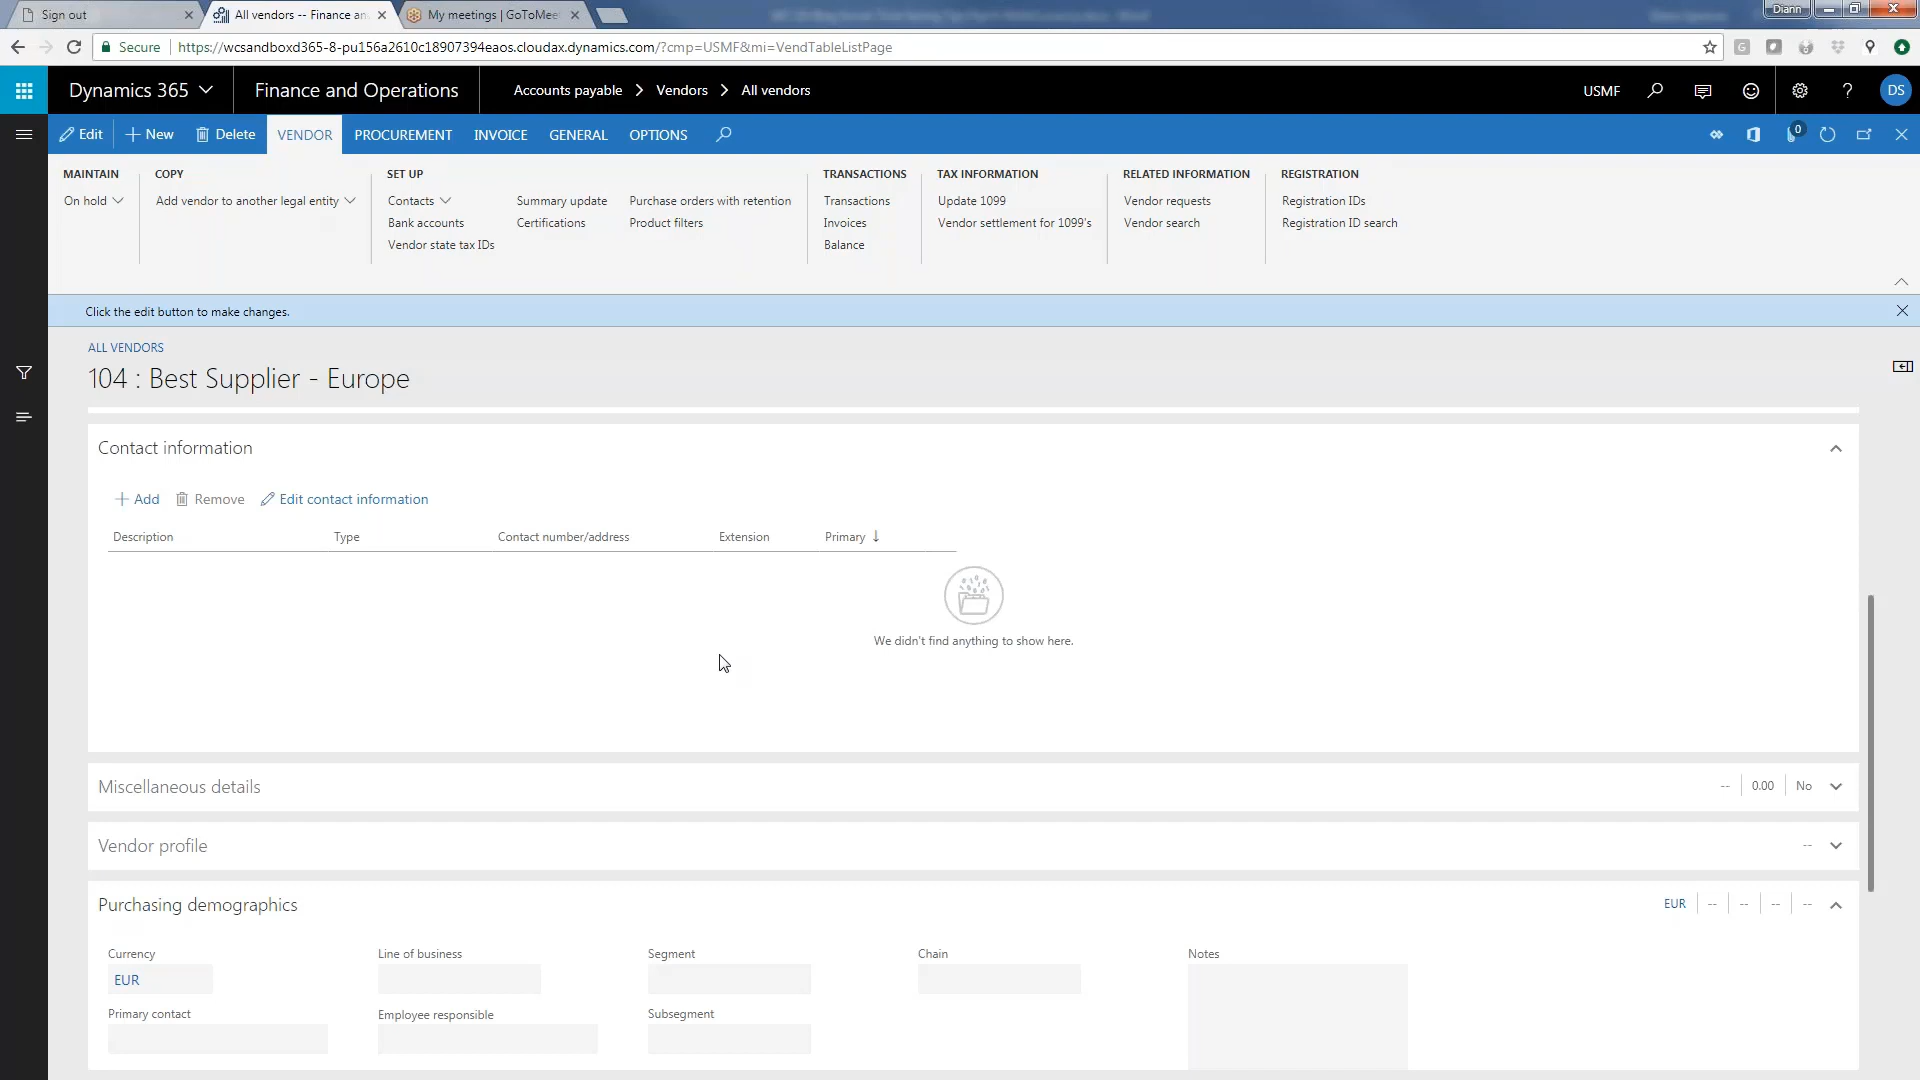 Sign out
All vendors -- Finance an
My meetings | GoToMee
Diann
Secure
https://wcsandboxd365-8-pu156a2610c18907394eaos.cloudax.dynamics.com/?cmp=USMF&mi=VendTableListPage
Dynamics 365
Finance and Operations
Accounts payable
Vendors
All vendors
USMF
?
DS
Edit
New
Delete
VENDOR
PROCUREMENT
INVOICE
GENERAL
OPTIONS
0
MAINTAIN
On hold
COPY
Add vendor to another legal entity
SET UP
Contacts
Bank accounts
Vendor state tax IDs
Summary update
Certifications
Purchase orders with retention
Product filters
TRANSACTIONS
Transactions
Invoices
Balance
TAX INFORMATION
Update 1099
Vendor settlement for 1099's
RELATED INFORMATION
Vendor requests
Vendor search
REGISTRATION
Registration IDs
Registration ID search
Click the edit button to make changes.
ALL VENDORS
104 : Best Supplier - Europe
Contact information
Add
Remove
Edit contact information
Description
Type
Contact number/address
Extension
Primary
We didn't find anything to show here.
Miscellaneous details
--
0.00
No
Vendor profile
--
Purchasing demographics
EUR
--
--
--
--
Currency
EUR
Line of business
Segment
Chain
Notes
Primary contact
Employee responsible
Subsegment